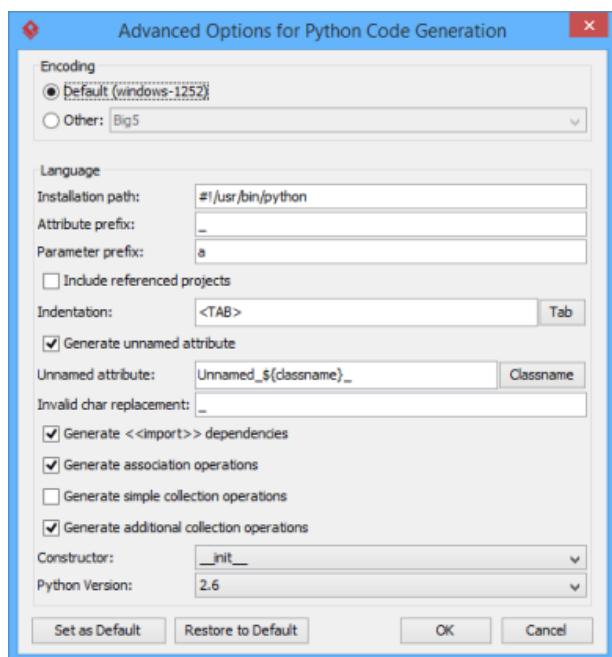 Advanced Options for Python Code Generation
Encoding
Default (windows-1252)
Other: Big5
Language
Installation path: #!/usr/bin/python
Attribute prefix: _
Parameter prefix: a
Include referenced projects
Indentation: <TAB> Tab
Generate unnamed attribute
Unnamed attribute: Unnamed_${classname}_ Classname
Invalid char replacement: _
Generate <<import>> dependencies
Generate association operations
Generate simple collection operations
Generate additional collection operations
Constructor: __init__
Python Version: 2.6
Set as Default Restore to Default OK Cancel